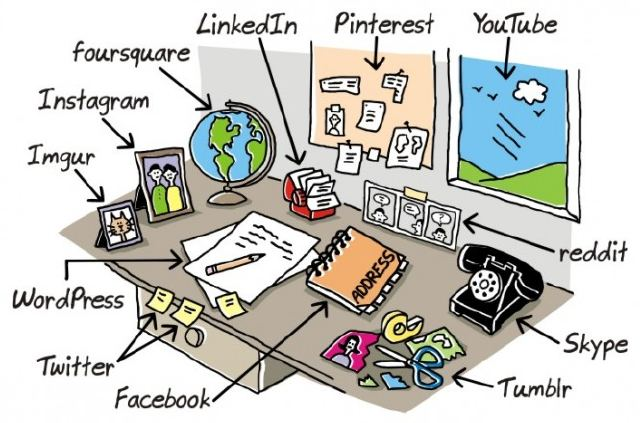 LinkedIn
Pinterest
YouTube
foursquare
Instagram
Imgur
WordPress
ADDRESS
reddit
Twitter
Facebook
Skype
Tumblr